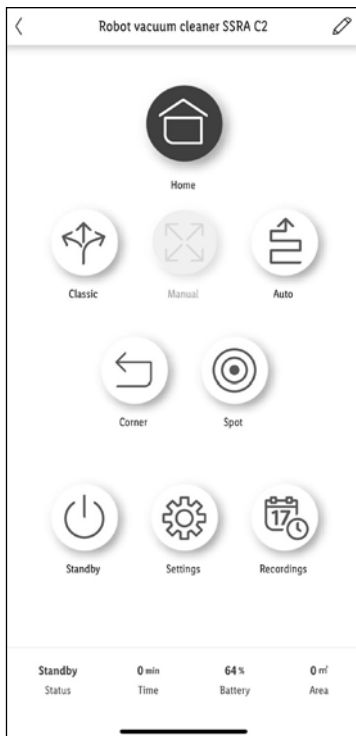 Robot vacuum cleaner SSRA C2
Home
Classic Manual Auto
Corner Spot
17
Standby Settings Recordings
Standby 0 min 64 % 0 m²
Status Time Battery Area